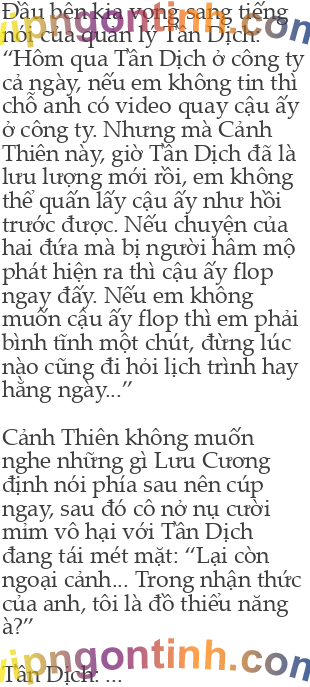 Đầu bên kia vọng sang tiếng
nói của quản lý Tần Dịch:
“Hôm qua Tần Dịch ở công ty
cả ngày, nếu em không tin thì
chỗ anh có video quay cậu ấy
ở công ty. Nhưng mà Cảnh
Thiên này, giờ Tần Dịch đã là
lưu lượng mới rồi, em không
thể quấn lấy cậu ấy như hồi
trước được. Nếu chuyện của
hai đứa mà bị người hâm mộ
phát hiện ra thì cậu ấy flop
ngay đấy. Nếu em không
muốn cậu ấy flop thì em phải
bình tĩnh một chút, đừng lúc
nào cũng đi hỏi lịch trình hay
hằng ngày...”
Cảnh Thiên không muốn
nghe những gì Lưu Cương
định nói phía sau nên cúp
ngay, sau đó cô nở nụ cười
mỉm vô hại với Tần Dịch
đang tái mét mặt: “Lại còn
ngoại cảnh... Trong nhận thức
của anh, tôi là đồ thiểu năng
à?”
vipngontinh.com
Tần Dịch: ...